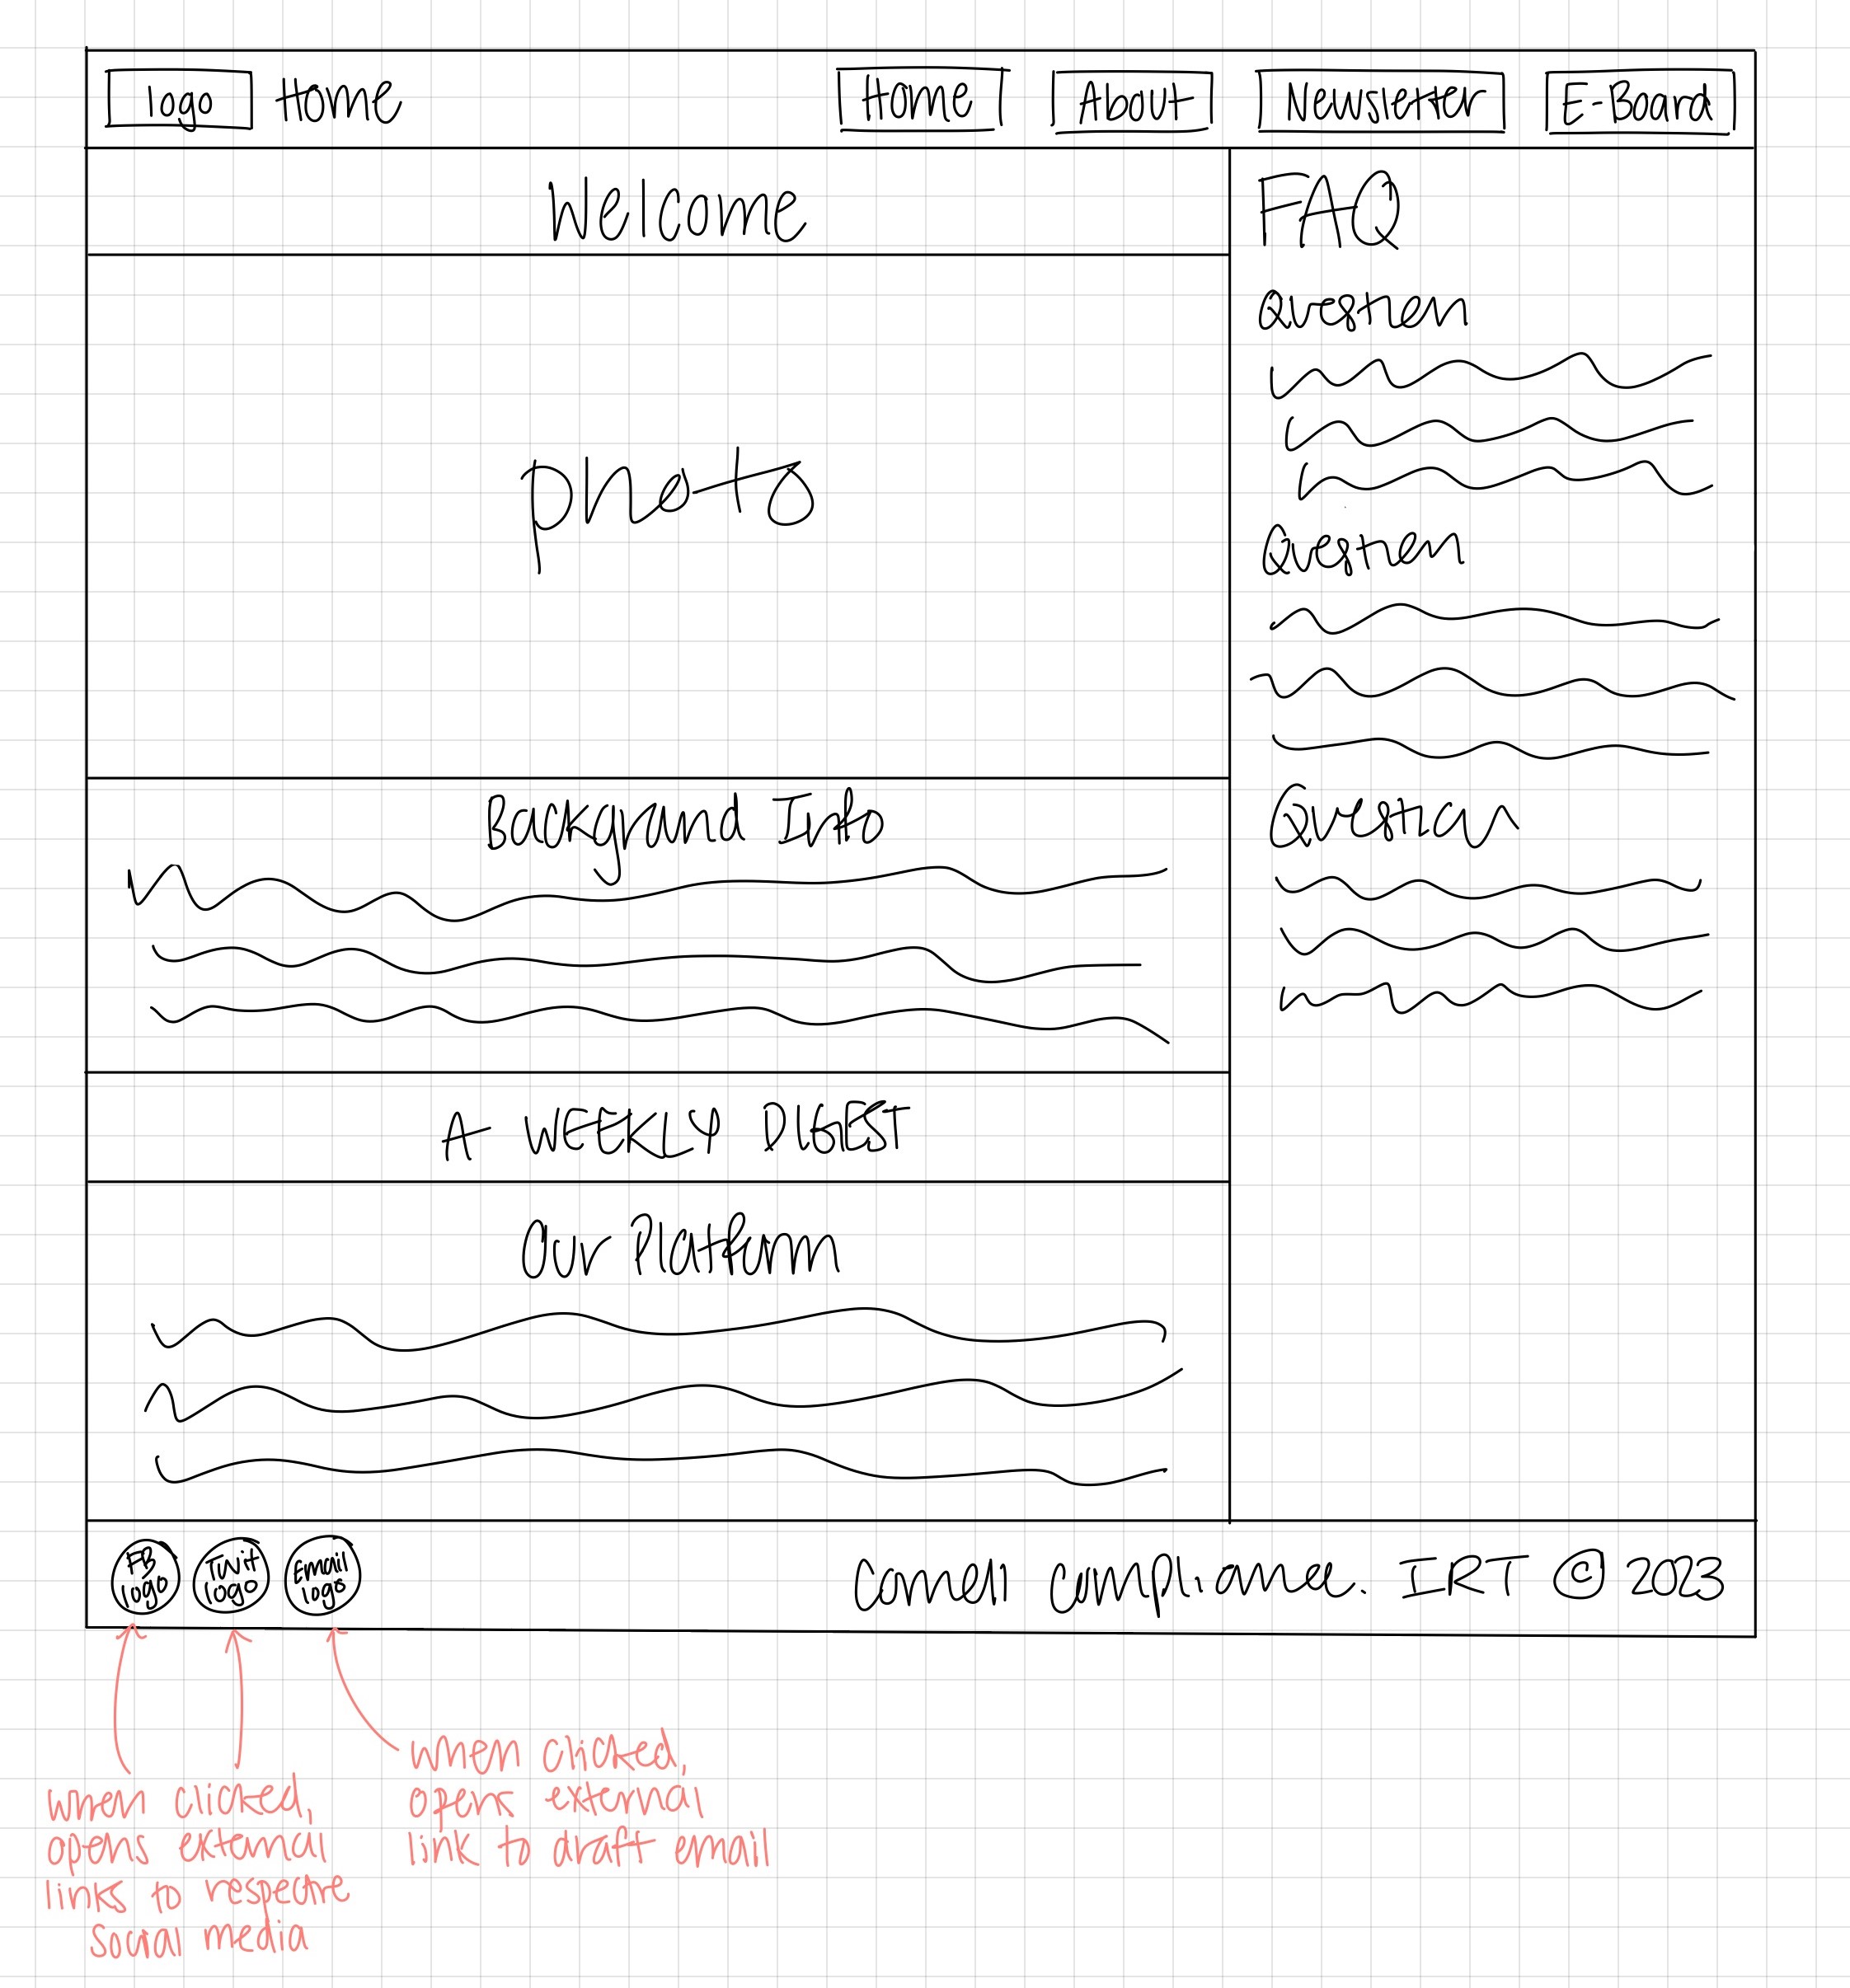 logo Home Home About Newsletter E-Board
Welcome
photo
Background Info
A WEEKLY DIGEST
Our Platform
FAQ
Question
Question
Question
FB
logo
Twit
logo
Email
logo
Cornell Compliance. IRT © 2023
when clicked,
opens external
links to respective
social media
when clicked,
opens external
link to draft email